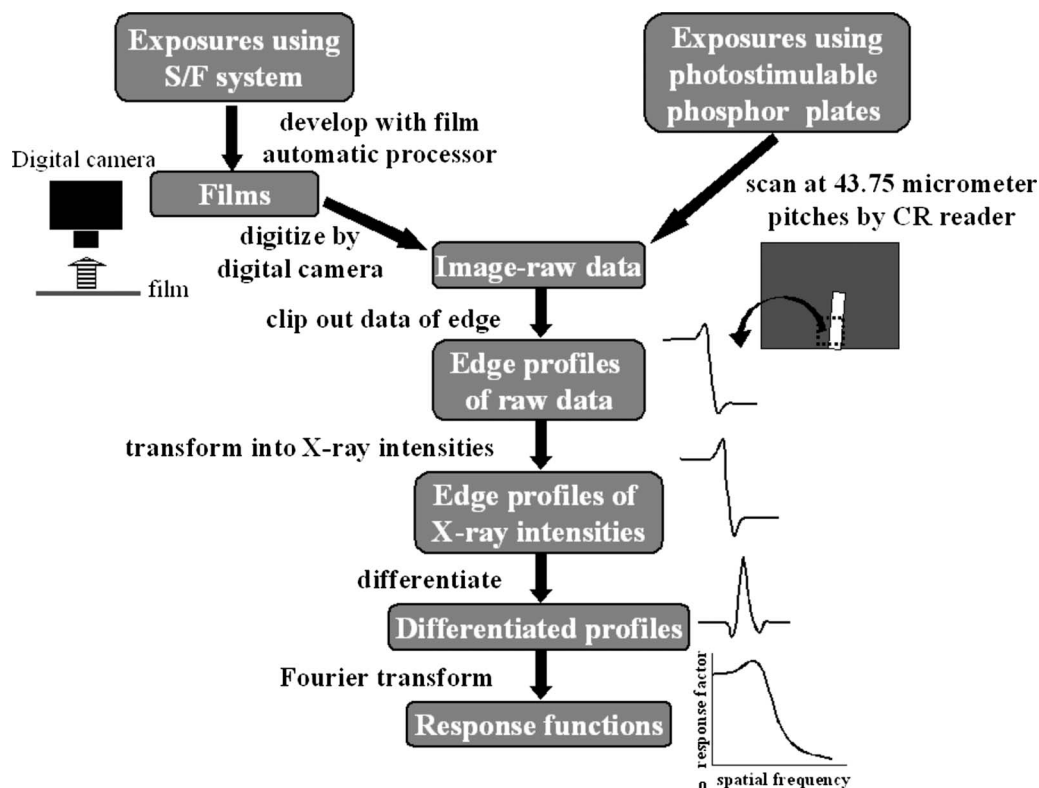 Exposures using
S/F system
Exposures using
photostimulable
phosphor plates
develop with film
automatic processor
Digital camera
Films
scan at 43.75 micrometer
pitches by CR reader
digitize by
digital camera
Image-raw data
film
clip out data of edge
Edge profiles
of raw data
transform into X-ray intensities
Edge profiles of
X-ray intensities
differentiate
Differentiated profiles
Fourier transform
Response functions
response factor
0
spatial frequency